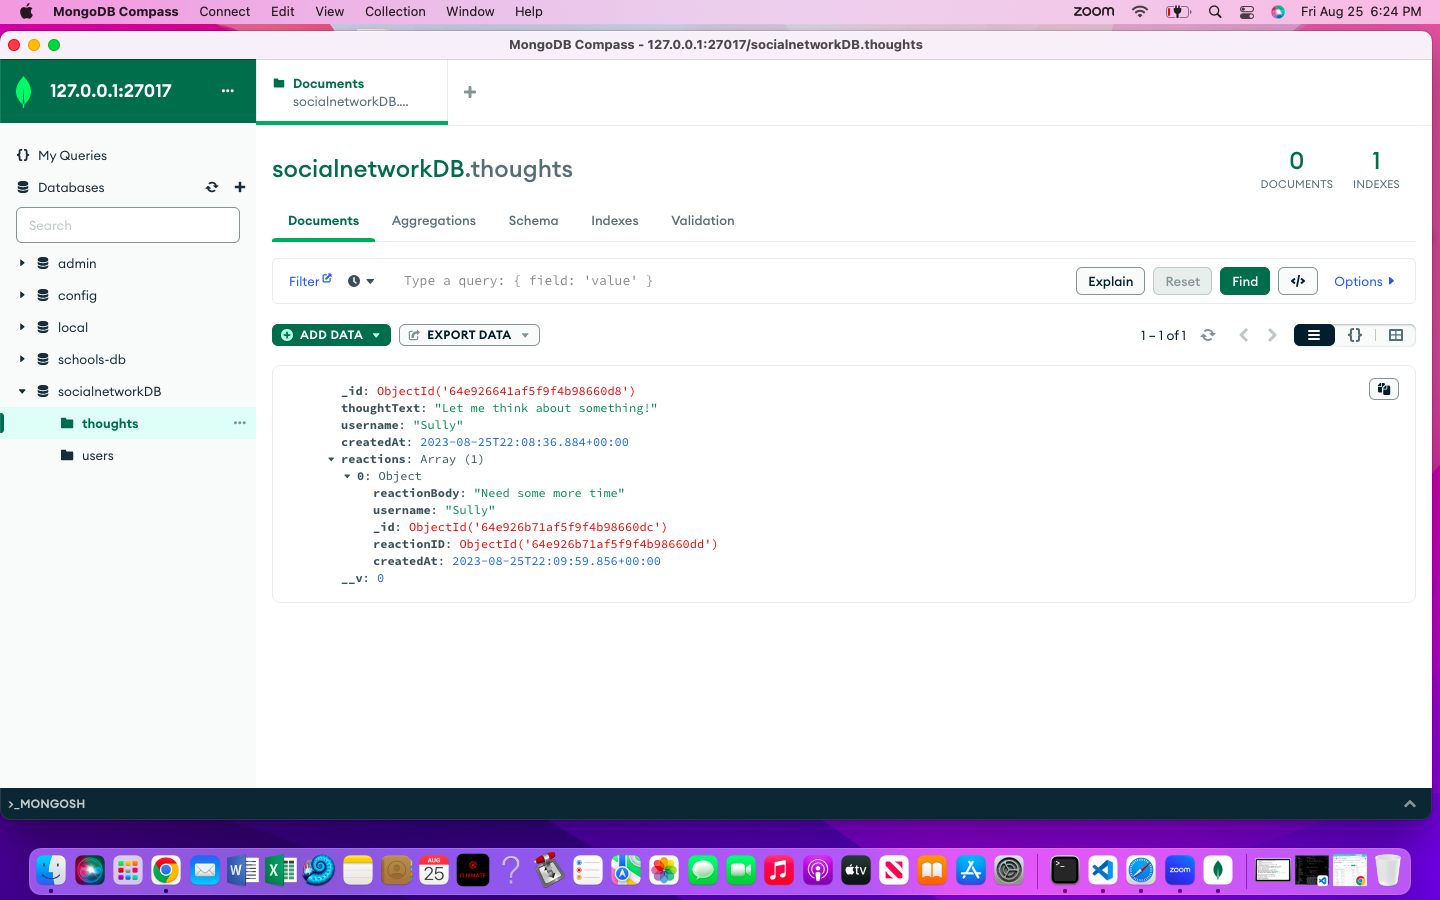 MongoDB Compass Connect Edit View Collection Window Help zoom Fri Aug 25 6:24 PM
MongoDB Compass - 127.0.0.1:27017/socialnetworkDB.thoughts
127.0.0.1:27017 ...
Documents
socialnetworkDB....
My Queries
Databases
Search
admin
config
local
schools-db
socialnetworkDB
thoughts
users
socialnetworkDB.thoughts
0
DOCUMENTS
1
INDEXES
Documents Aggregations Schema Indexes Validation
Filter Type a query: { field: 'value' } Explain Reset Find </> Options
ADD DATA EXPORT DATA 1 – 1 of 1 {}
_id: ObjectId('64e926641af5f9f4b98660d8')
thoughtText: "Let me think about something!"
username: "Sully"
createdAt: 2023-08-25T22:08:36.884+00:00
reactions: Array (1)
0: Object
reactionBody: "Need some more time"
username: "Sully"
_id: ObjectId('64e926b71af5f9f4b98660dc')
reactionID: ObjectId('64e926b71af5f9f4b98660dd')
createdAt: 2023-08-25T22:09:59.856+00:00
__v: 0
>_MONGOSH
AUG
25
tv
zoom